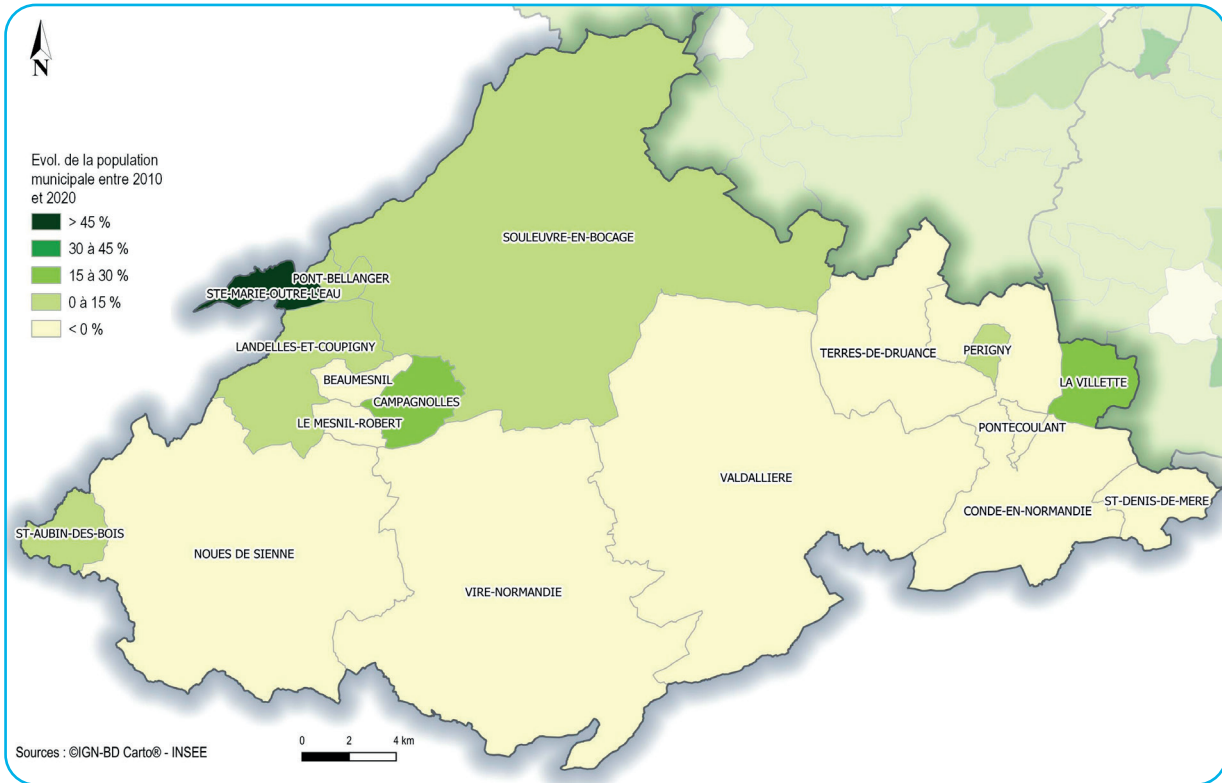 N
Evol. de la population
municipale entre 2010
et 2020
> 45 %
30 à 45 %
15 à 30 %
0 à 15 %
< 0 %
SOULEUVRE-EN-BOCAGE
PONT-BELLANGER
STE-MARIE-OUTRE-L'EAU
LANDELLES-ET-COUPIGNY
BEAUMESNIL
CAMPAGNOLLES
LE MESNIL-ROBERT
TERRES-DE-DRUANCE
PERIGNY
LA VILLETTE
PONTECOULANT
VALDALLIERE
ST-DENIS-DE-MERE
CONDE-EN-NORMANDIE
ST-AUBIN-DES-BOIS
NOUES DE SIENNE
VIRE-NORMANDIE
0 2 4 km
Sources : ©IGN-BD Carto® - INSEE